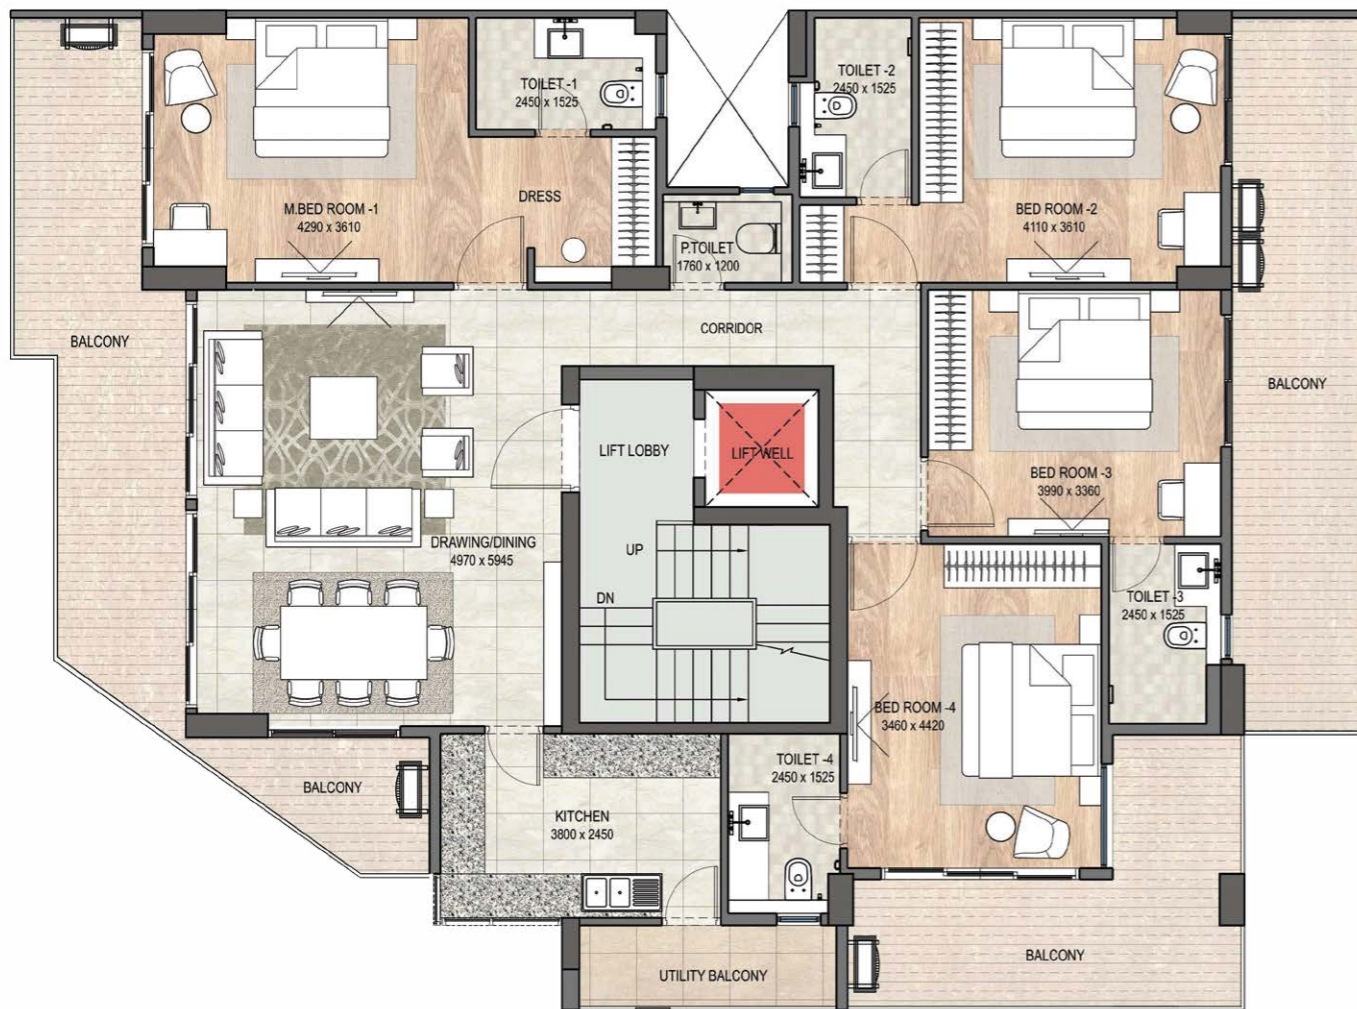 TOILET -1
2450 x 1525
TOILET -2
2450 x 1525
DRESS
M.BED ROOM -1
4290 x 3610
BED ROOM -2
4110 x 3610
P.TOILET
1760 x 1200
CORRIDOR
BALCONY
BALCONY
LIFT LOBBY
LIFT WELL
BED ROOM -3
3990 x 3360
DRAWING/DINING
4970 x 5945
UP
DN
TOILET -3
2450 x 1525
BED ROOM -4
3460 x 4420
TOILET -4
2450 x 1525
BALCONY
KITCHEN
3800 x 2450
BALCONY
UTILITY BALCONY